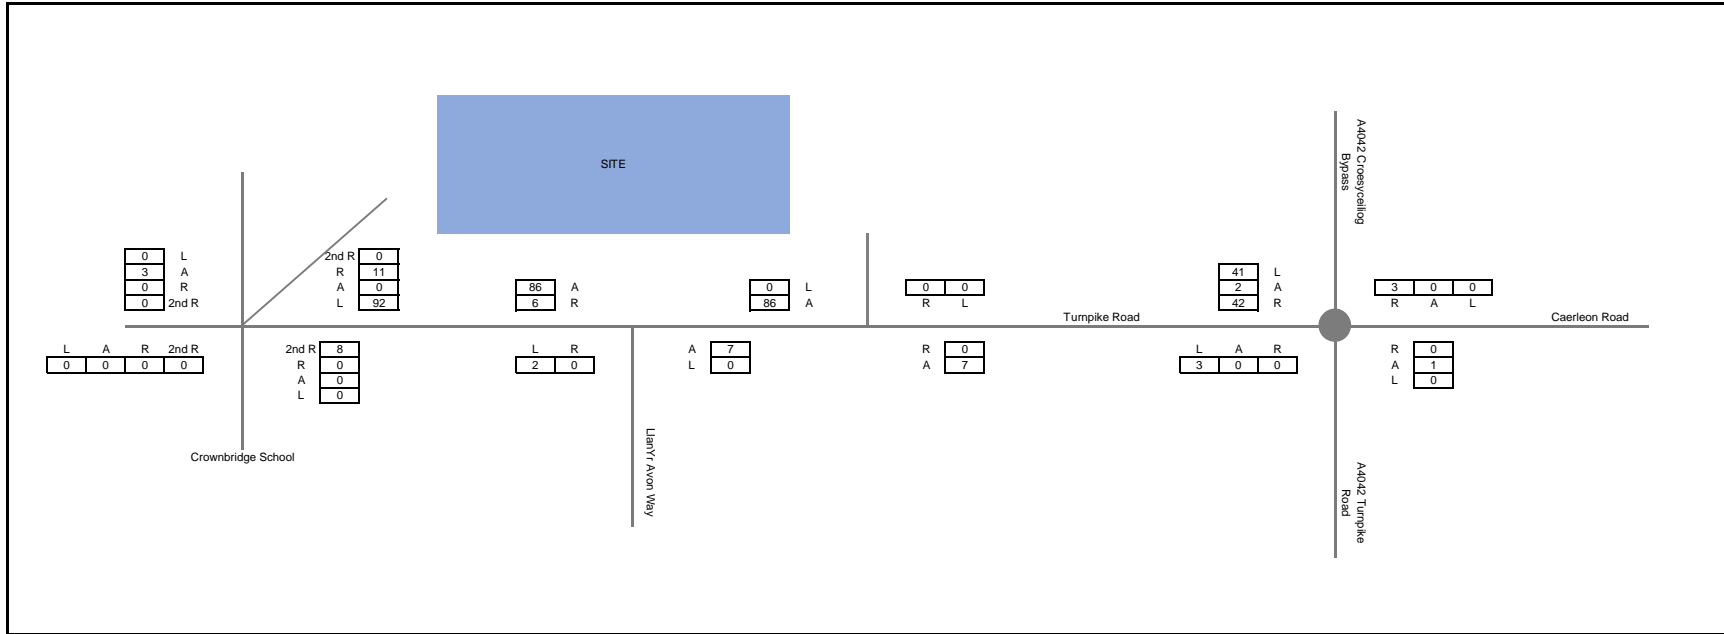 SITE
A4042 Croesyceiliog
Bypass
0 L
3 A
0 R
0 2nd R
2nd R 0
R 11
A 0
L 92
86 A
6 R
0 L
86 A
0 0
R L
41 L
2 A
42 R
3 0 0
R A L
Turnpike Road
Caerleon Road
L A R 2nd R
0 0 0 0
2nd R 8
R 0
A 0
L 0
L R
2 0
A 7
L 0
R 0
A 7
L A R
3 0 0
R 0
A 1
L 0
Crownbridge School
LlanYr Avon Way
A4042 Turnpike
Road